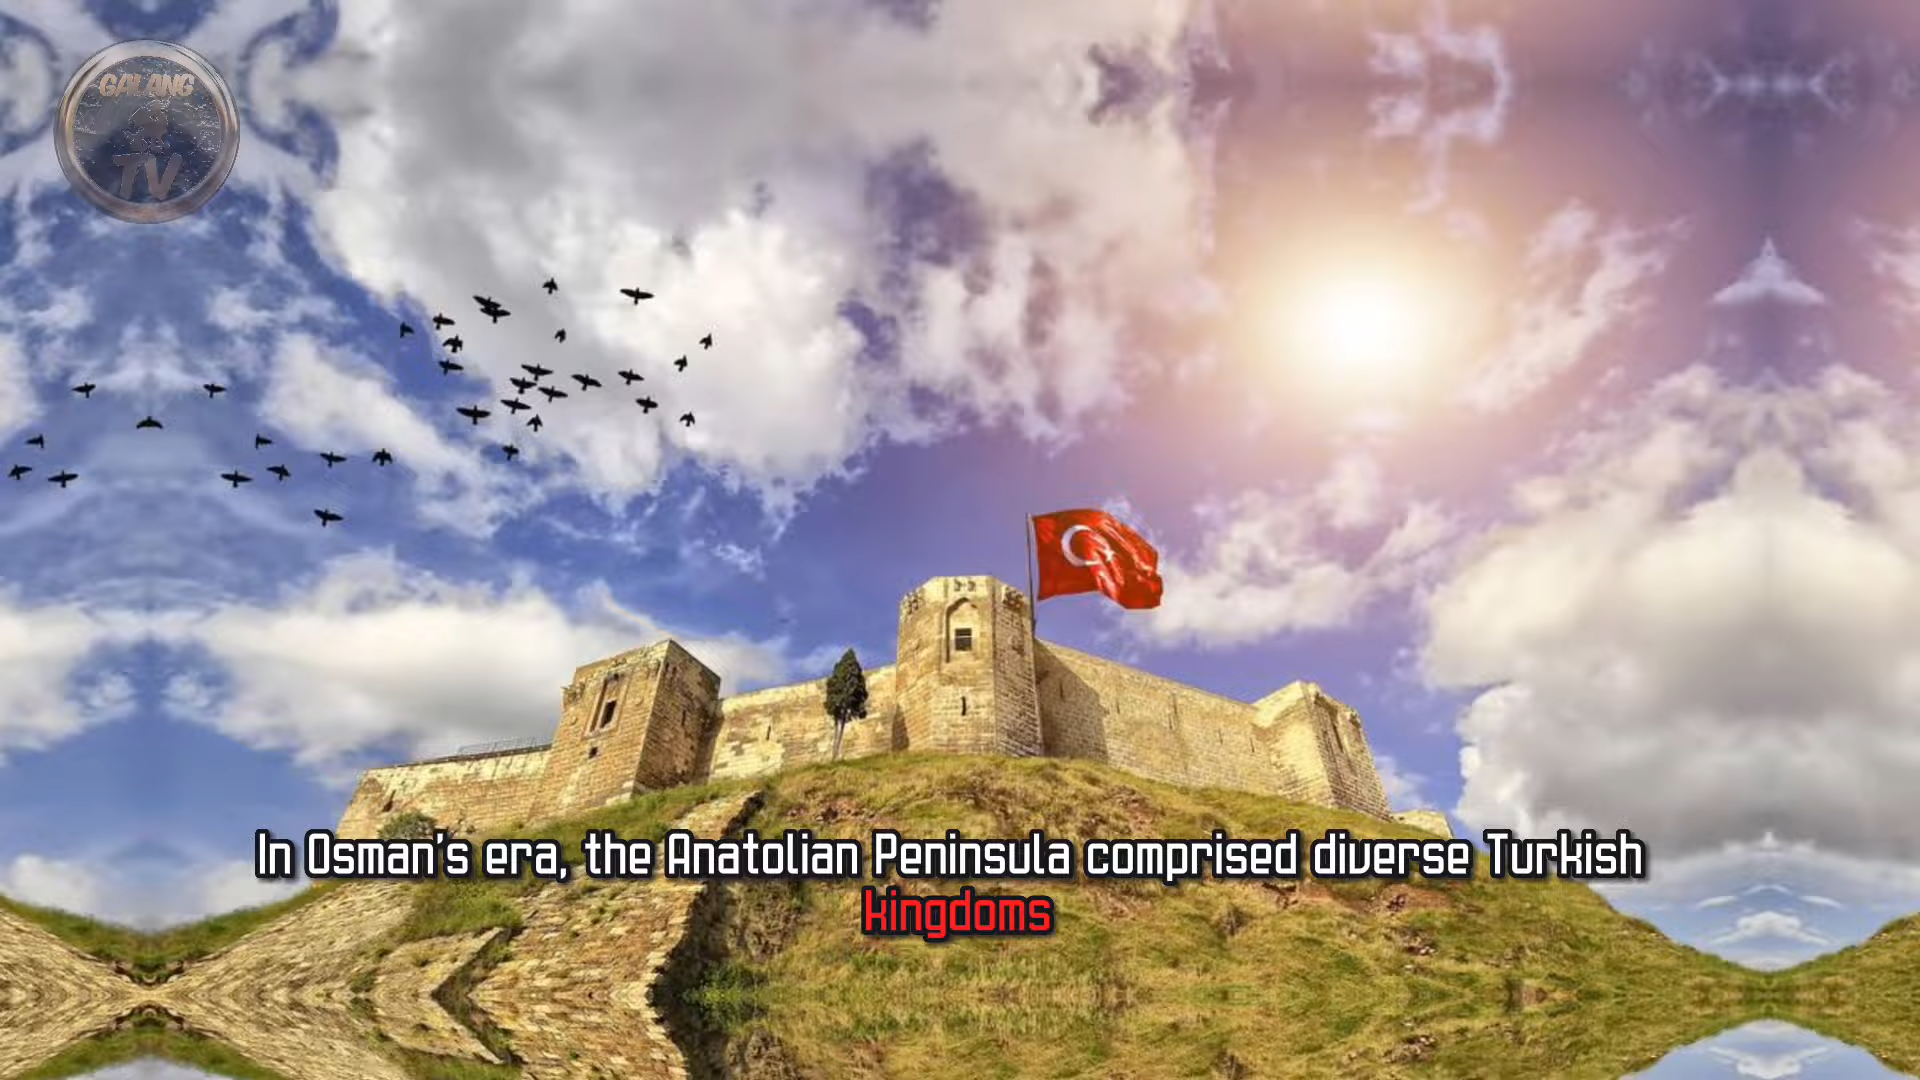 GALANG
TV
In Osman's era, the Anatolian Peninsula comprised diverse Turkish
kingdoms